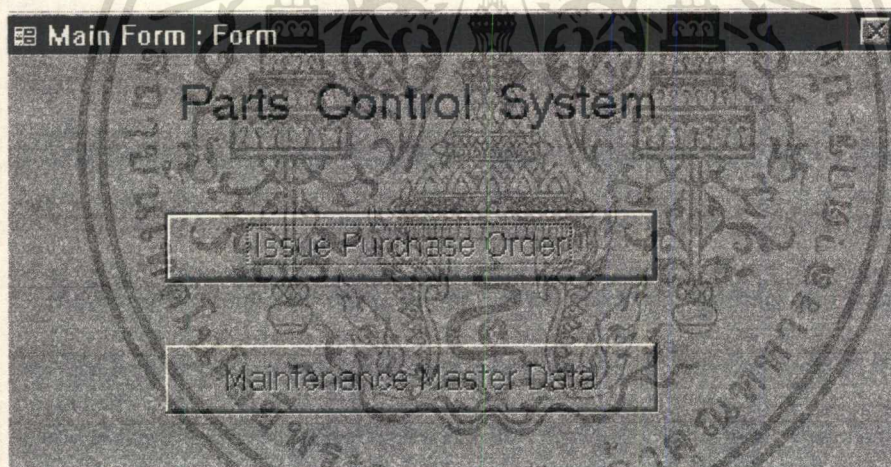 Main Form : Form
Parts Control System
Issue Purchase Order
Maintenance Master Data